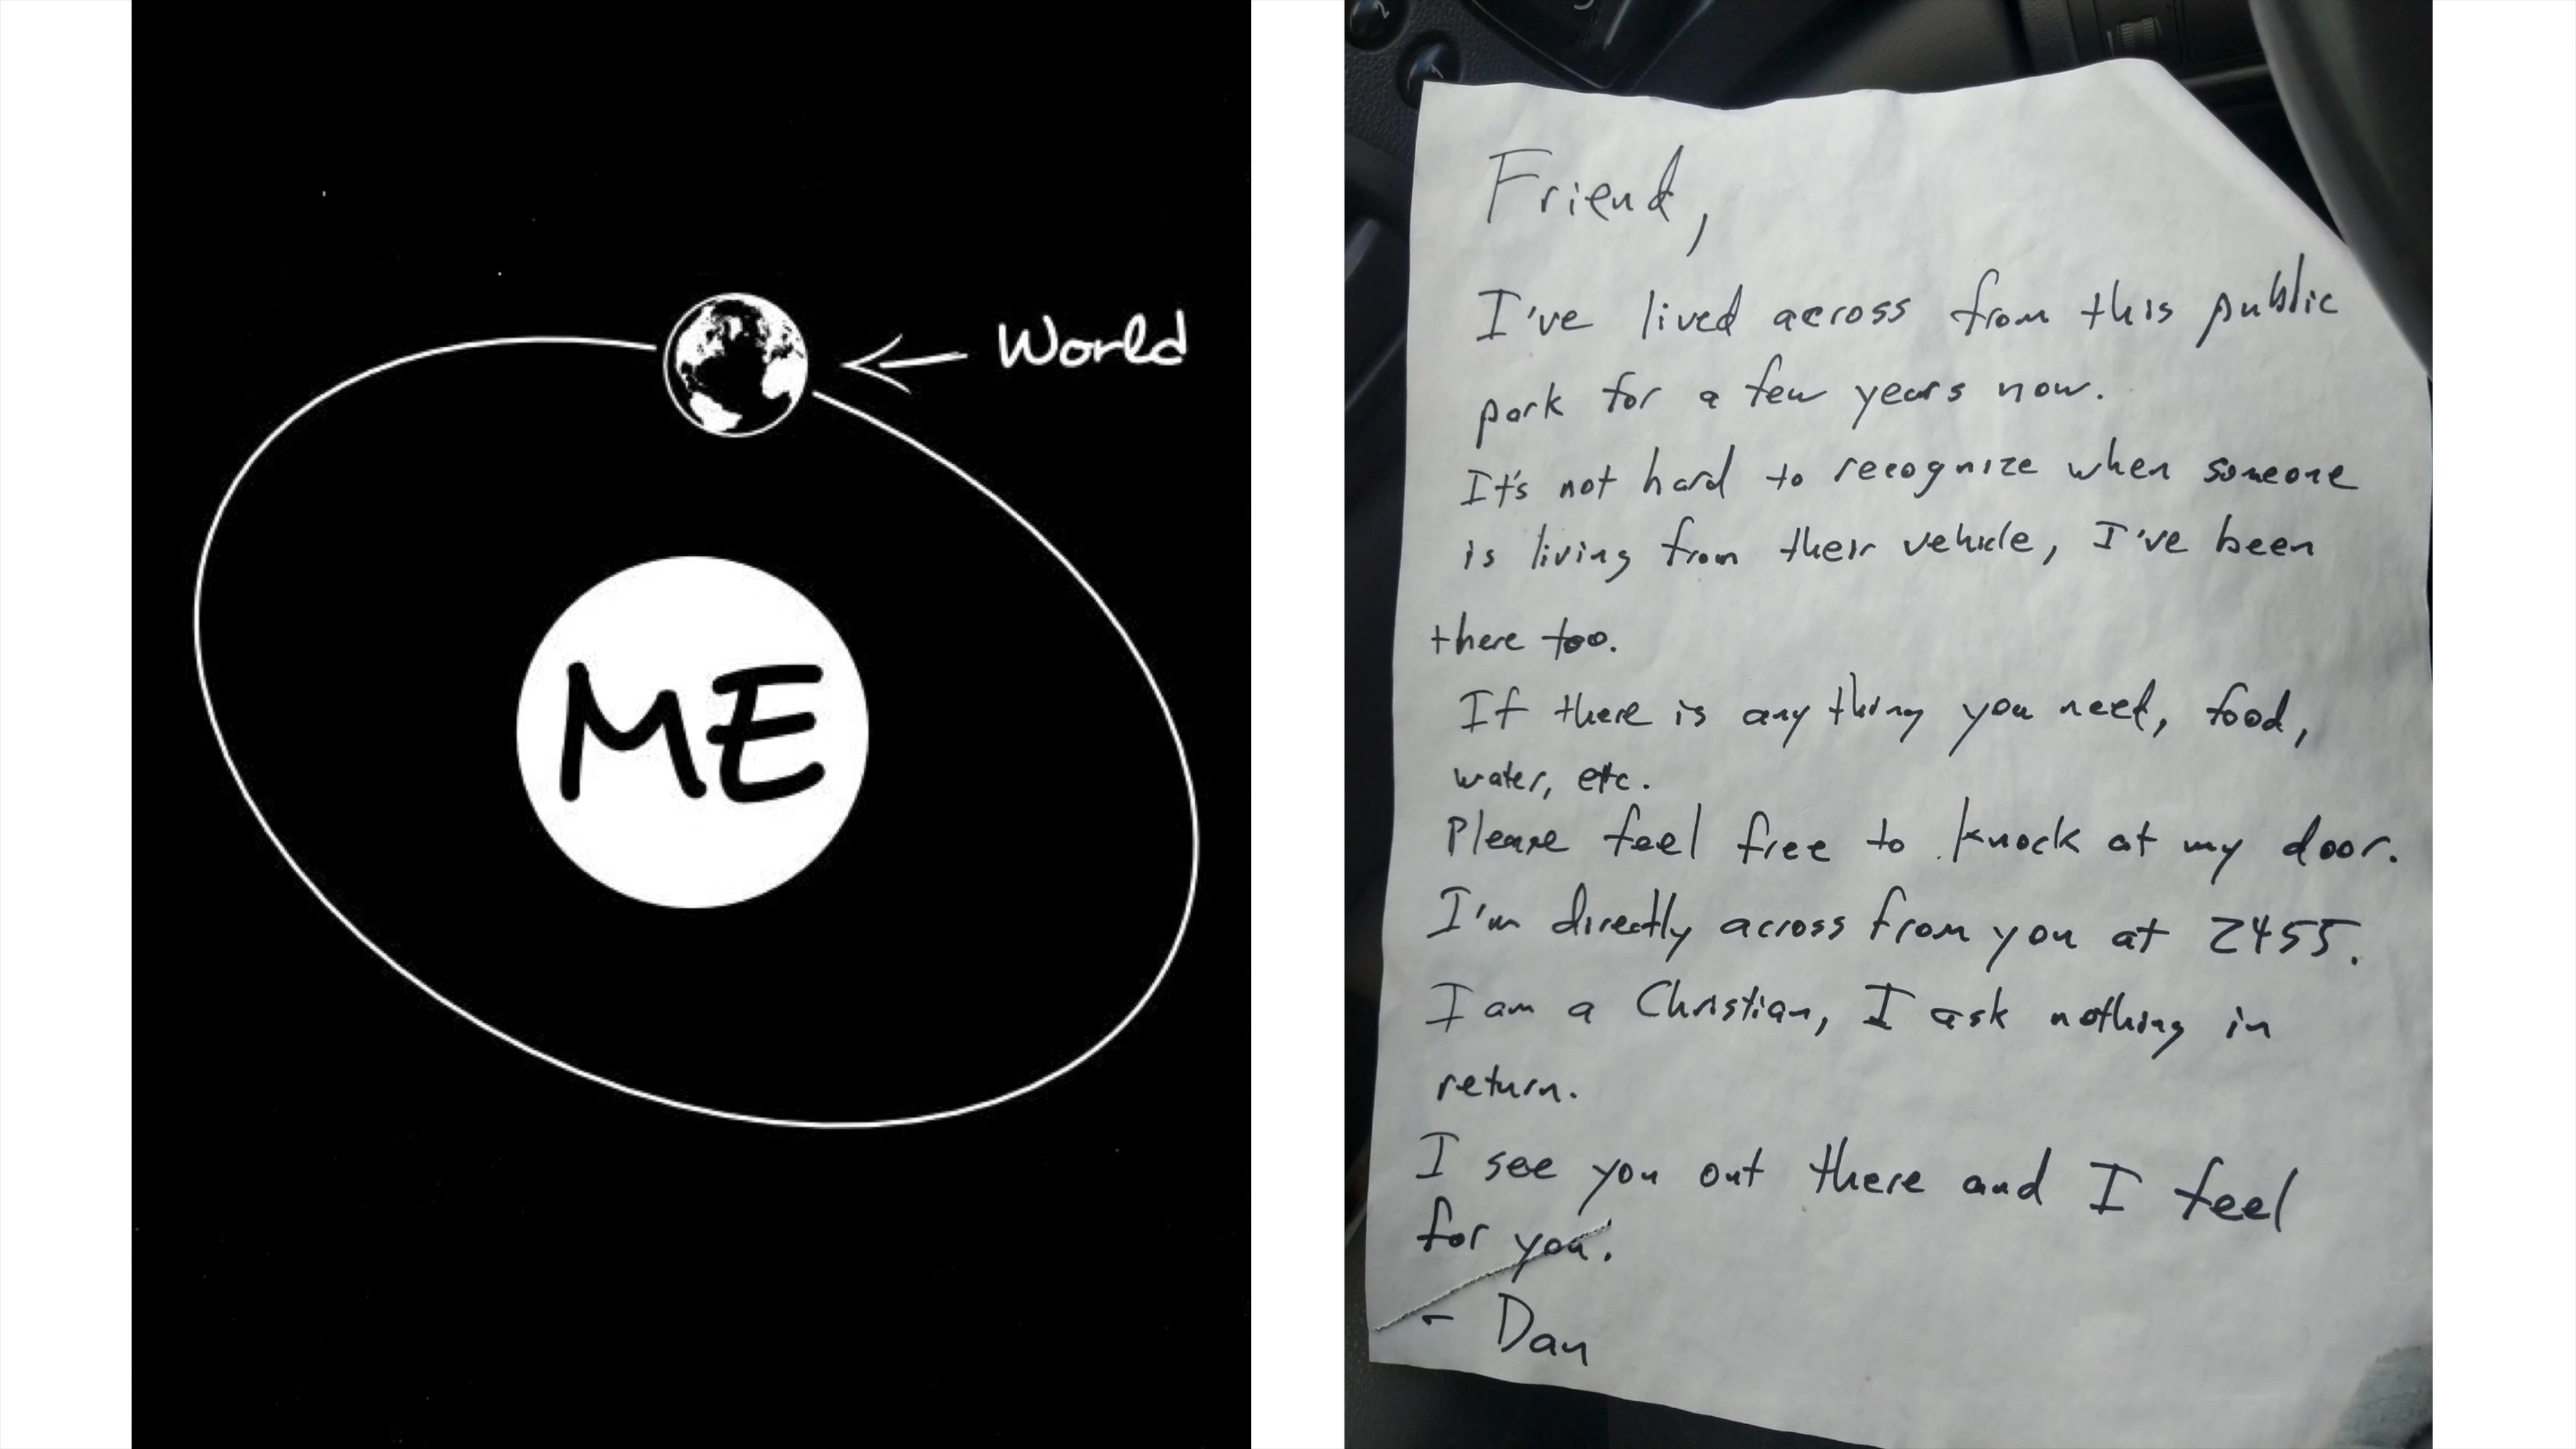 World
ME
Friend,
I've lived across from this public
park for a few years now.
It's not hard to recognize when someone
is living from their vehicle, I've been
there too.
If there is any thing you need, food,
water, etc.
Please feel free to knock at my door.
I'm directly across from you at 2455.
I am a Christian, I ask nothing in
return.
I see you out there and I feel
for you.
- Dan